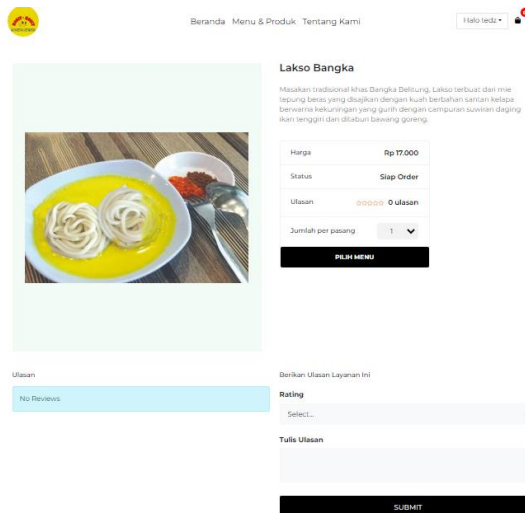 Beranda Menu & Produk Tentang Kami
Halo tedz
Lakso Bangka
Masakan tradisional khas Bangka Belitung. Lakso terbuat dari mie
tepung beras yang disajikan dengan kuah berbahan santan kelapa
berwarna kekuningan yang gurih dengan campuran suwiran daging
ikan tenggiri dan ditaburi bawang goreng.
Harga Rp 17.000
Status Siap Order
Ulasan 0 ulasan
Jumlah per pasang 1
PILIH MENU
Ulasan
No Reviews
Berikan Ulasan Layanan Ini
Rating
Select...
Tulis Ulasan
SUBMIT